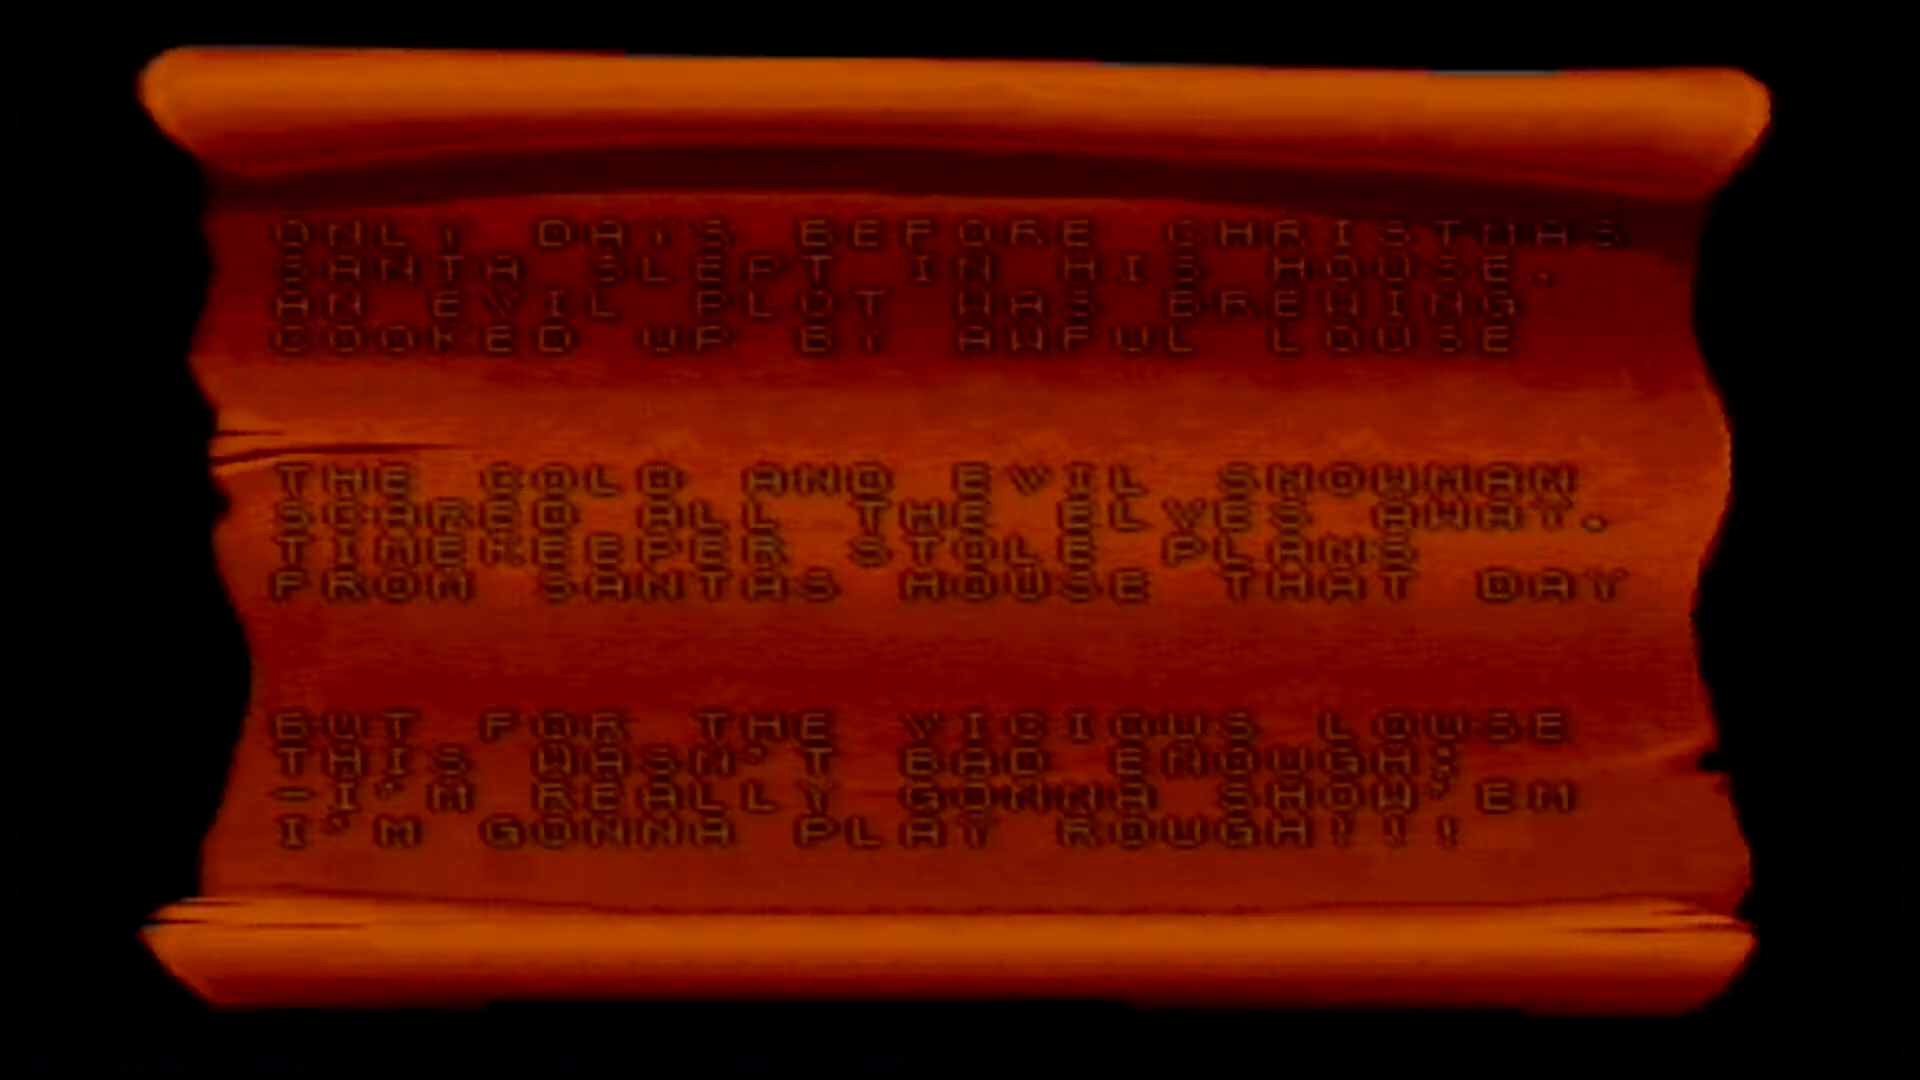 ONLY DAYS BEFORE CHRISTMAS
SANTA SLEPT IN HIS HOUSE.
AN EVIL PLOT WAS BREWING
COOKED UP BY AWFUL LOUSE
THE COLD AND EVIL SNOWMAN
SCARED ALL THE ELVES AWAY.
TIMEKEEPER STOLE PLANS
FROM SANTAS HOUSE THAT DAY
BUT FOR THE VICIOUS LOUSE
THIS WASN'T BAD ENOUGH;
-I'M REALLY GONNA SHOW'EM
I'M GONNA PLAY ROUGH!!!